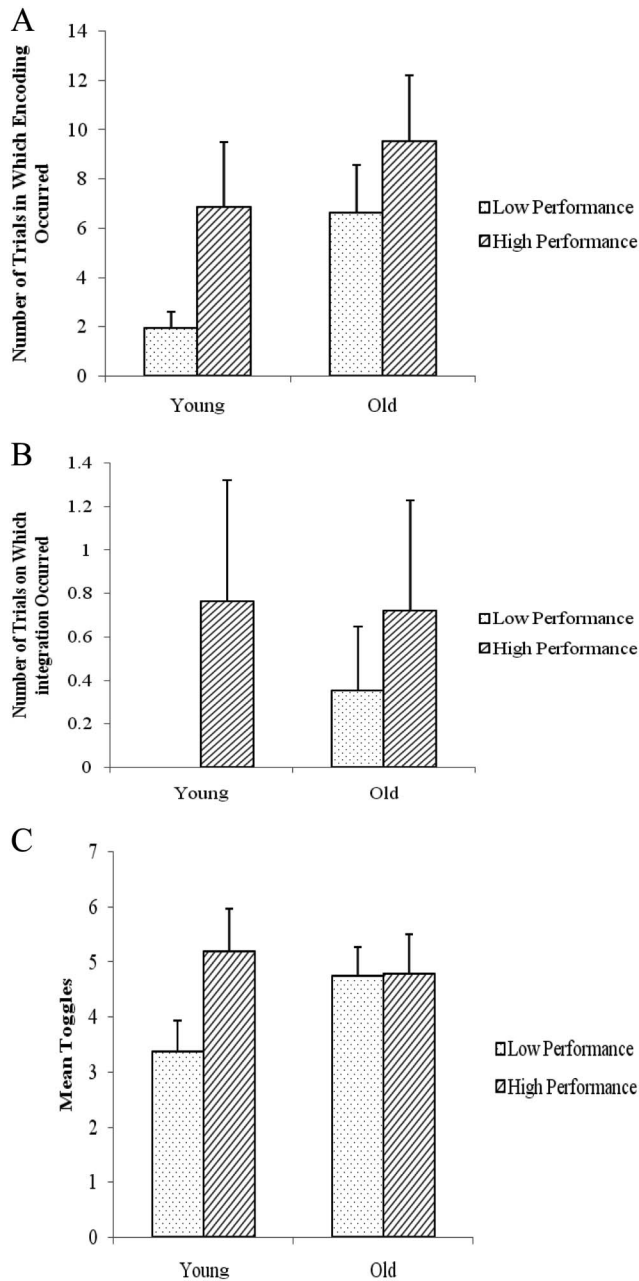 A
Number of Trials in Which Encoding
Occurred
14
12
10
8
6
4
2
0
Young
Old
Low Performance
High Performance
B
Number of Trials on Which
integration Occurred
1.4
1.2
1
0.8
0.6
0.4
0.2
0
Young
Old
Low Performance
High Performance
C
Mean Toggles
7
6
5
4
3
2
1
0
Young
Old
Low Performance
High Performance